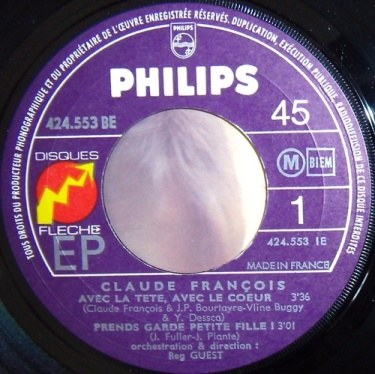 TOUS DROITS DU PRODUCTEUR PHONOGRAPHIQUE ET DU PROPRIÉTAIRE DE L'ŒUVRE ENREGISTRÉE RÉSERVÉS. DUPLICATION, EXÉCUTION PUBLIQUE, RADIODIFFUSION DE CE DISQUE INTERDITES
PHILIPS
PHILIPS
424.553 BE
45
DISQUES
FLECHE
EP
M BIEM
1
424.553 1E
MADE IN FRANCE
CLAUDE FRANÇOIS
AVEC LA TETE, AVEC LE COEUR 3'36
(Claude François & J.P. Bourtayre-Vline Buggy
& Y. Dessca)
PRENDS GARDE PETITE FILLE ! 3'01
(J. Fuller-J. Plante)
orchestration & direction :
Reg GUEST